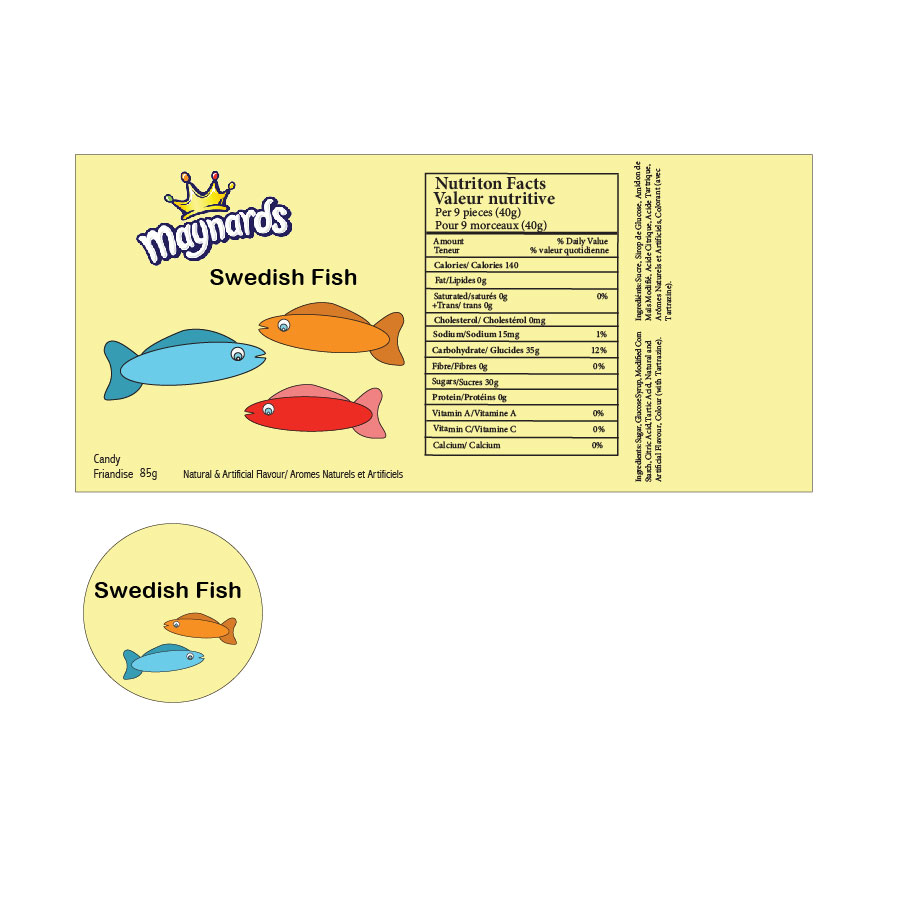 maynards
Swedish Fish
Candy
Friandise 85g
Natural & Artificial Flavour/ Aromes Naturels et Artificiels
Nutriton Facts
Valeur nutritive
Per 9 pieces (40g)
Pour 9 morceaux (40g)
Amount % Daily Value
Teneur % valeur quotidienne
Calories/ Calories 140
Fat/Lipides 0g
Saturated/saturés 0g 0%
+Trans/ trans 0g
Cholesterol/ Cholestérol 0mg
Sodium/Sodium 15mg 1%
Carbohydrate/ Glucides 35g 12%
Fibre/Fibres 0g 0%
Sugars/Sucres 30g
Protein/Protéins 0g
Vitamin A/Vitamine A 0%
Vitamin C/Vitamine C 0%
Calcium/ Calcium 0%
Ingredients: Sugar, Glucose Syrup, Modified Corn
Starch, Citric Acid, Tartic Acid, Natural and
Artificial Flavour, Colour (with Tartrazine).
Ingrediénts: Sucre, Sirop de Glucose, Amidon de
Maïs Modifié, Acide Citrique, Acide Tartrique,
Arômes Naturels et Artificiels, Colorant (avec
Tartrazine).
Swedish Fish